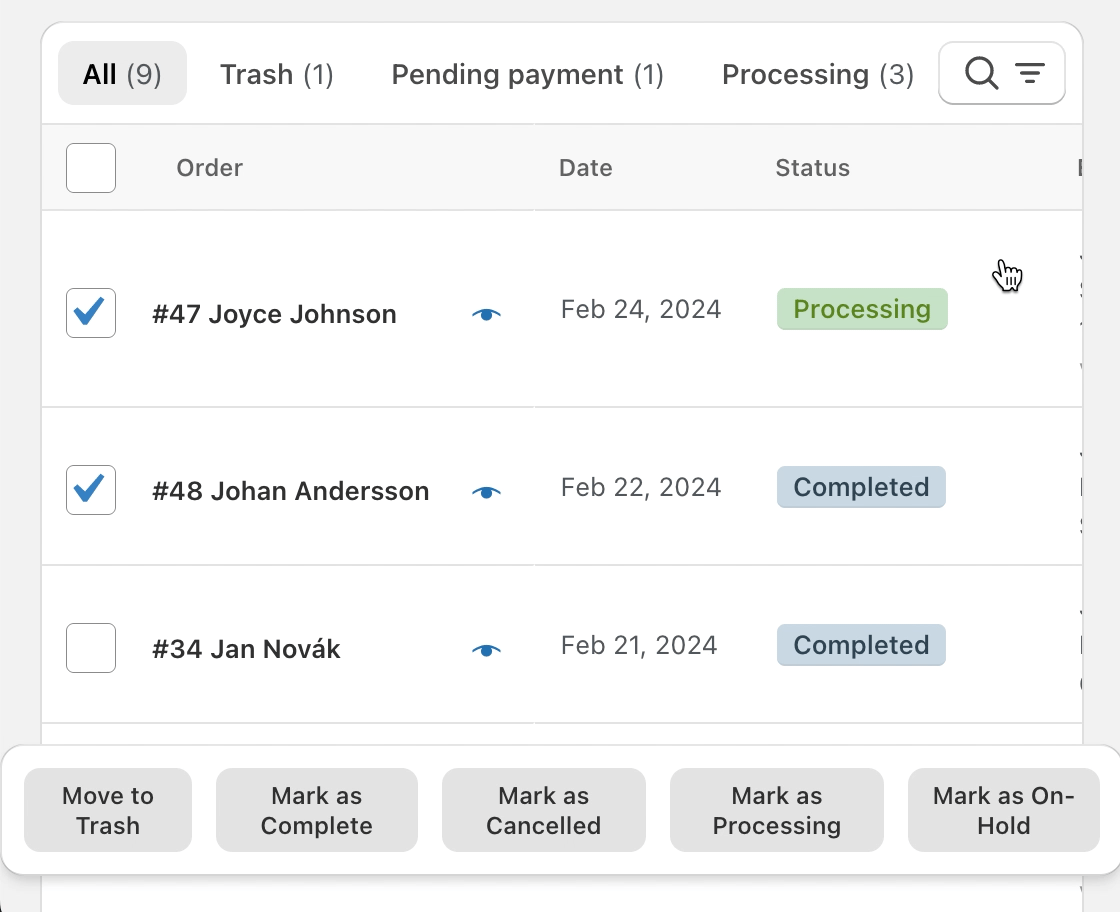 All (9) Trash (1) Pending payment (1) Processing (3)
Order Date Status
#47 Joyce Johnson Feb 24, 2024 Processing
#48 Johan Andersson Feb 22, 2024 Completed
#34 Jan Novák Feb 21, 2024 Completed
Move to
Trash
Mark as
Complete
Mark as
Cancelled
Mark as
Processing
Mark as On-
Hold